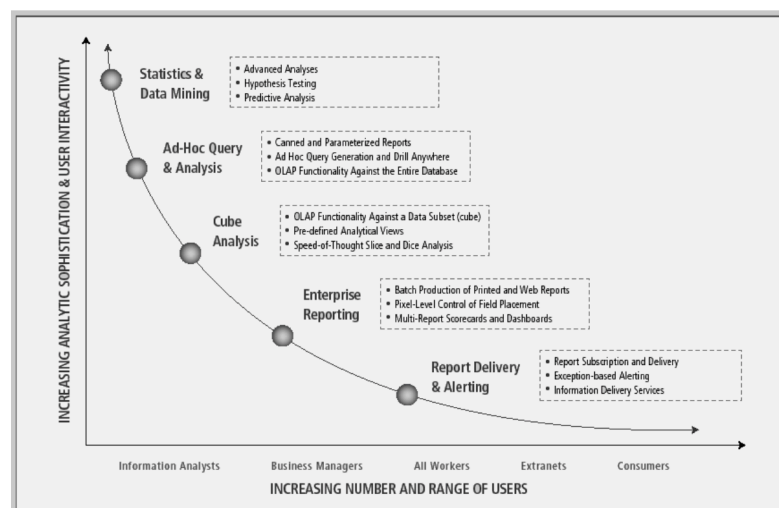 INCREASING ANALYTIC SOPHISTICATION & USER INTERACTIVITY
Statistics &
Data Mining
• Advanced Analyses
• Hypothesis Testing
• Predictive Analysis
Ad-Hoc Query
& Analysis
• Canned and Parameterized Reports
• Ad Hoc Query Generation and Drill Anywhere
• OLAP Functionality Against the Entire Database
Cube
Analysis
• OLAP Functionality Against a Data Subset (cube)
• Pre-defined Analytical Views
• Speed-of-Thought Slice and Dice Analysis
Enterprise
Reporting
• Batch Production of Printed and Web Reports
• Pixel-Level Control of Field Placement
• Multi-Report Scorecards and Dashboards
Report Delivery
& Alerting
• Report Subscription and Delivery
• Exception-based Alerting
• Information Delivery Services
Information Analysts Business Managers All Workers Extranets Consumers
INCREASING NUMBER AND RANGE OF USERS